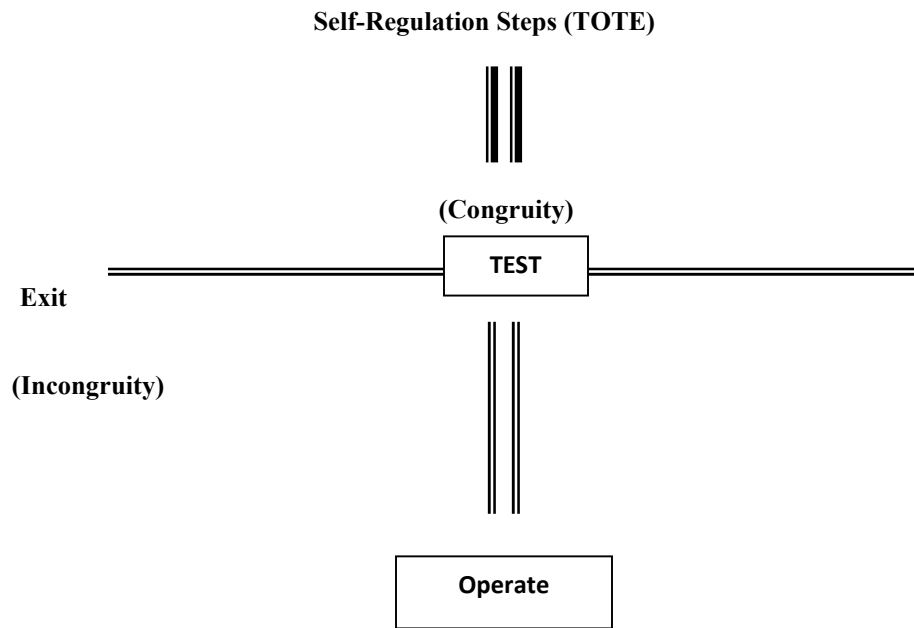 Self-Regulation Steps (TOTE)
(Congruity)
TEST
Exit
(Incongruity)
Operate